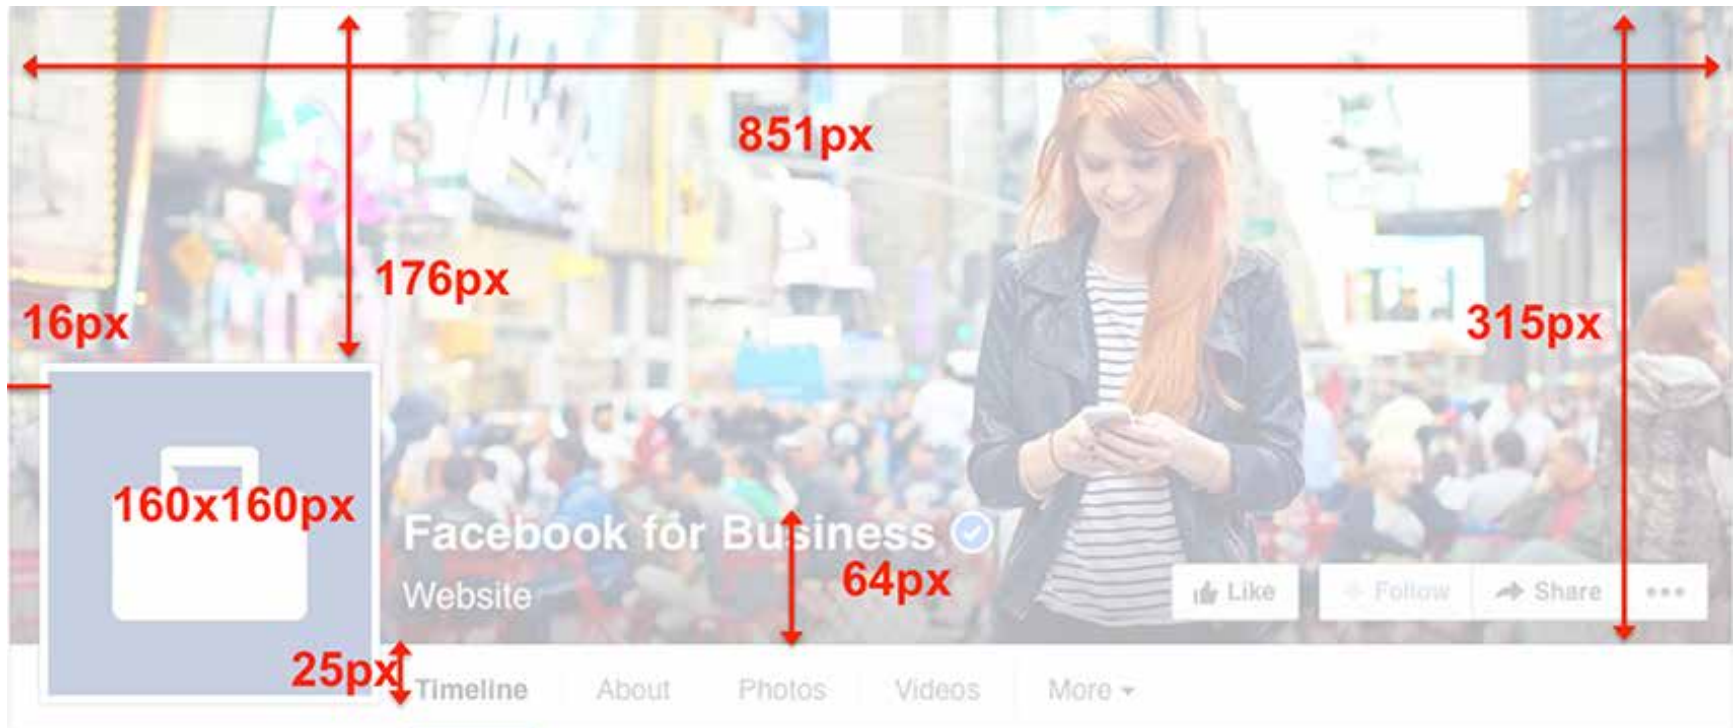 851px
176px
16px
315px
160x160px
Facebook for Business
Website
64px
Like
Follow
Share
25px
Timeline
About
Photos
Videos
More